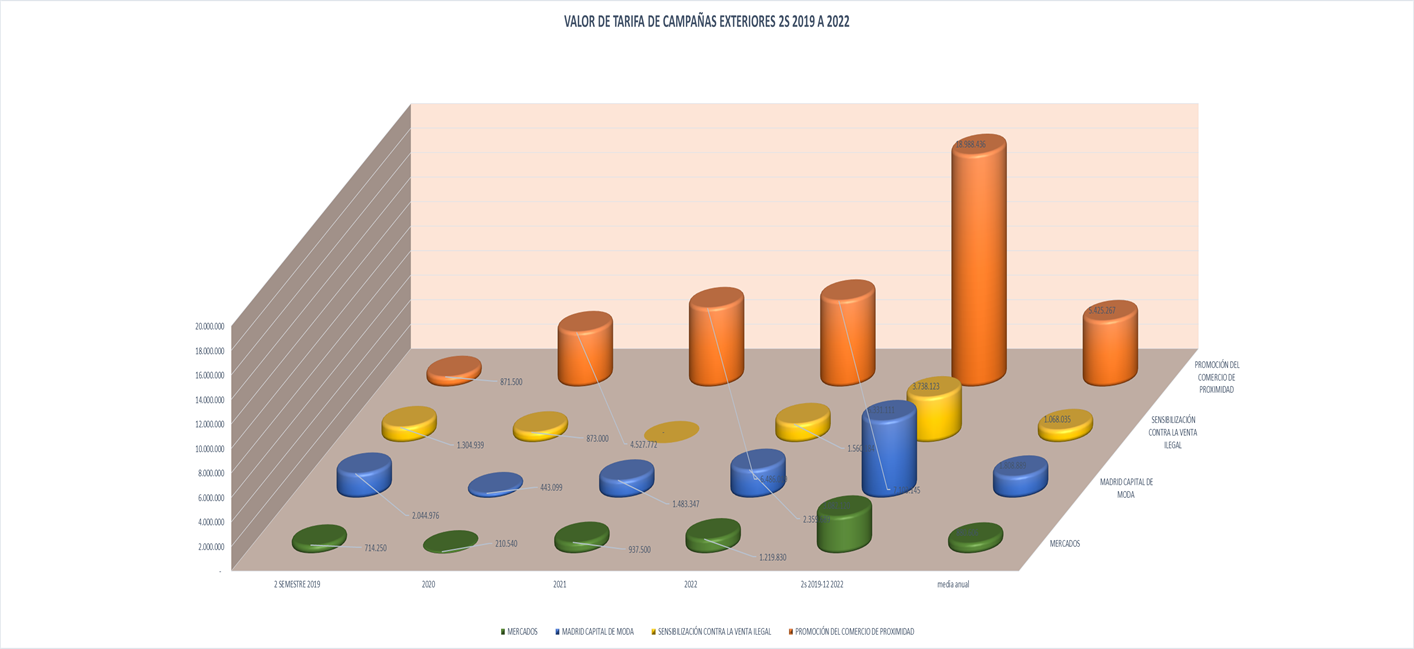 VALOR DE TARIFA DE CAMPAÑAS EXTERIORES 2S 2019 A 2022
18.988.436
5.425.267
20.000.000
18.000.000
16.000.000
14.000.000
12.000.000
10.000.000
8.000.000
6.000.000
4.000.000
2.000.000
-
PROMOCIÓN DEL
COMERCIO DE
PROXIMIDAD
871.500
3.738.123
SENSIBILIZACIÓN
CONTRA LA VENTA
ILEGAL
1.068.035
1.304.939
873.000
4.527.772
-
MADRID CAPITAL DE
MODA
443.099
2.044.976
1.483.347
MERCADOS
714.250
210.540
937.500
1.219.830
2 SEMESTRE 2019
2020
2021
2022
2s 2019-12 2022
media anual
MERCADOS
MADRID CAPITAL DE MODA
SENSIBILIZACIÓN CONTRA LA VENTA ILEGAL
PROMOCIÓN DEL COMERCIO DE PROXIMIDAD